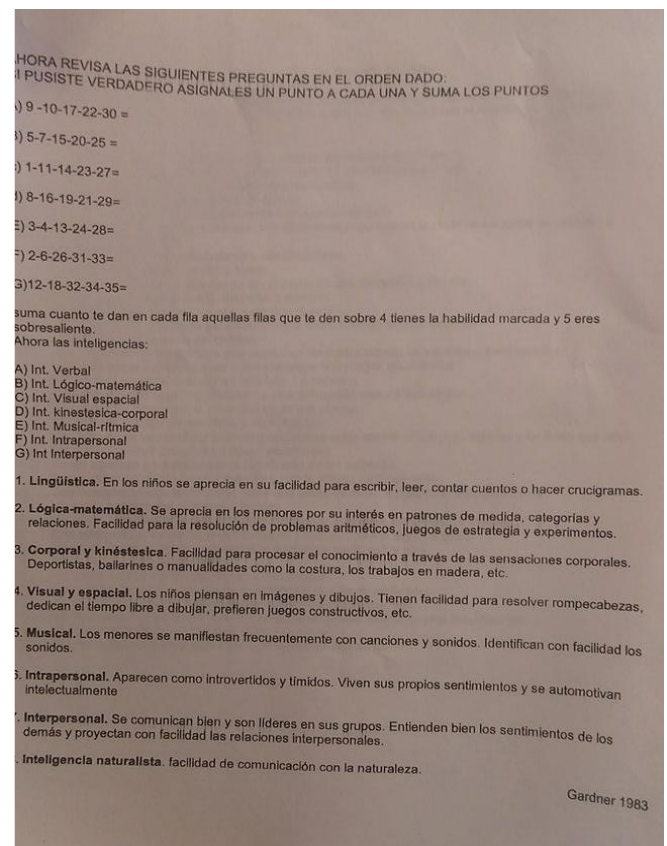 HORA REVISA LAS SIGUIENTES PREGUNTAS EN EL ORDEN DADO:
I PUSISTE VERDADERO ASIGNALES UN PUNTO A CADA UNA Y SUMA LOS PUNTOS
) 9 -10-17-22-30 =
) 5-7-15-20-25 =
) 1-11-14-23-27=
) 8-16-19-21-29=
E) 3-4-13-24-28=
F) 2-6-26-31-33=
G)12-18-32-34-35=
suma cuanto te dan en cada fila aquellas filas que te den sobre 4 tienes la habilidad marcada y 5 eres
sobresaliente.
Ahora las inteligencias:
A) Int. Verbal
B) Int. Lógico-matemática
C) Int. Visual espacial
D) Int. kinestesica-corporal
E) Int. Musical-rítmica
F) Int. Intrapersonal
G) Int Interpersonal
1. Lingüística. En los niños se aprecia en su facilidad para escribir, leer, contar cuentos o hacer crucigramas.
2. Lógica-matemática. Se aprecia en los menores por su interés en patrones de medida, categorías y
relaciones. Facilidad para la resolución de problemas aritméticos, juegos de estrategia y experimentos.
3. Corporal y kinéstesica. Facilidad para procesar el conocimiento a través de las sensaciones corporales.
Deportistas, bailarines o manualidades como la costura, los trabajos en madera, etc.
4. Visual y espacial. Los niños piensan en imágenes y dibujos. Tienen facilidad para resolver rompecabezas,
dedican el tiempo libre a dibujar, prefieren juegos constructivos, etc.
5. Musical. Los menores se manifiestan frecuentemente con canciones y sonidos. Identifican con facilidad los
sonidos.
6. Intrapersonal. Aparecen como introvertidos y tímidos. Viven sus propios sentimientos y se automotivan
intelectualmente
. Interpersonal. Se comunican bien y son líderes en sus grupos. Entienden bien los sentimientos de los
demás y proyectan con facilidad las relaciones interpersonales.
. Inteligencia naturalista. facilidad de comunicación con la naturaleza.
Gardner 1983